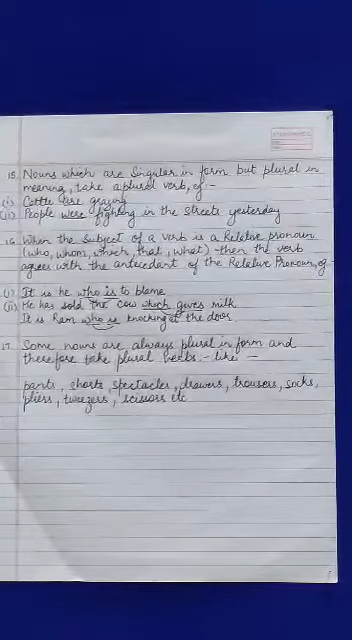 15. Nouns which are Singular in form but plural in
meaning, take a plural verb, eg :-
(i) Cattle are grazing
(ii) People were fighting in the streets yesterday
16. When the Subject of a verb is a Relative pronoun
(who, whom, which, that, what) - then the verb
agrees with the antecedant of the Relative Pronoun, eg
(i) It is he who is to blame
(ii) He has sold the cow which gives milk
It is Ram who is knocking at the door
17. Some nouns are always plural in form and
therefore take plural verbs. - like -
pants, shorts, spectacles, drawers, trousers, socks,
pliers, tweezers, scissors etc